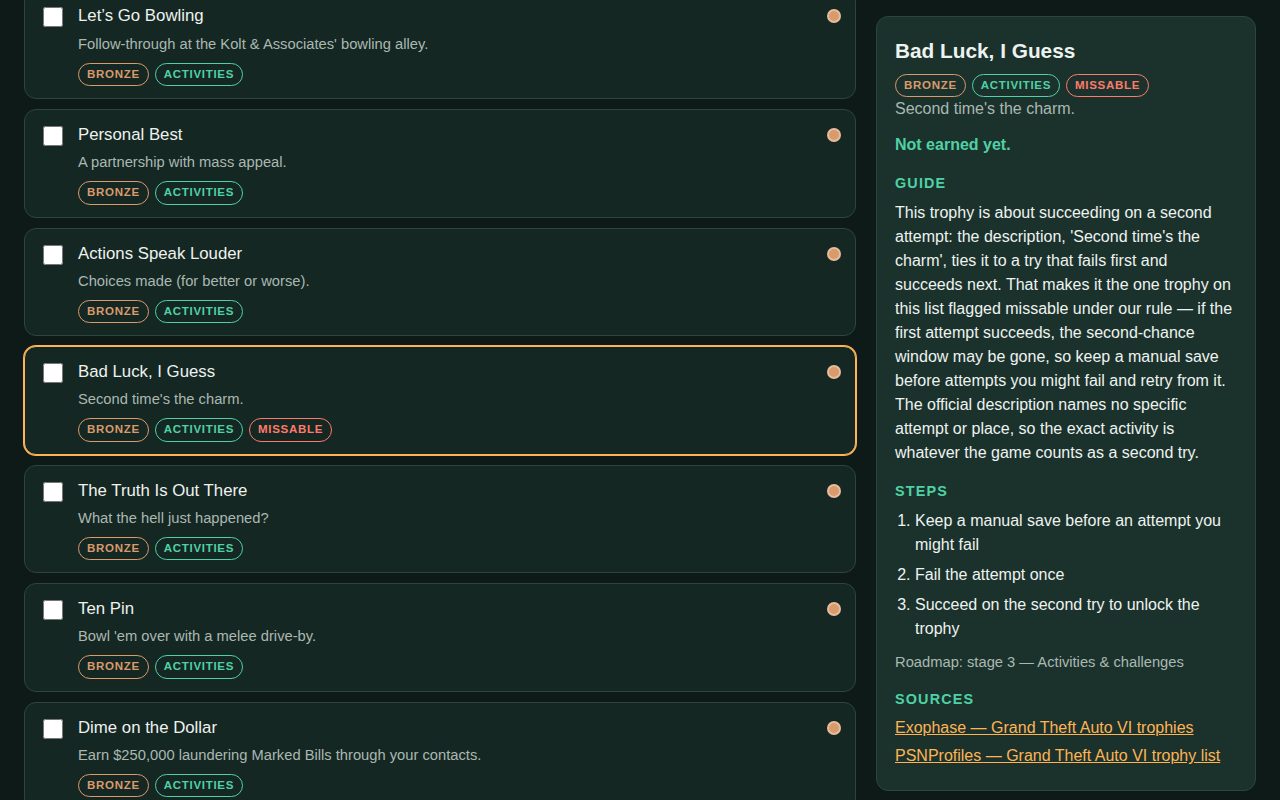 Let's Go Bowling
Follow-through at the Kolt & Associates' bowling alley.
BRONZE ACTIVITIES
Personal Best
A partnership with mass appeal.
BRONZE ACTIVITIES
Actions Speak Louder
Choices made (for better or worse).
BRONZE ACTIVITIES
Bad Luck, I Guess
Second time's the charm.
BRONZE ACTIVITIES MISSABLE
The Truth Is Out There
What the hell just happened?
BRONZE ACTIVITIES
Ten Pin
Bowl 'em over with a melee drive-by.
BRONZE ACTIVITIES
Dime on the Dollar
Earn $250,000 laundering Marked Bills through your contacts.
BRONZE ACTIVITIES
Bad Luck, I Guess
BRONZE ACTIVITIES MISSABLE
Second time's the charm.
Not earned yet.
GUIDE
This trophy is about succeeding on a second
attempt: the description, 'Second time's the
charm', ties it to a try that fails first and
succeeds next. That makes it the one trophy on
this list flagged missable under our rule — if the
first attempt succeeds, the second-chance
window may be gone, so keep a manual save
before attempts you might fail and retry from it.
The official description names no specific
attempt or place, so the exact activity is
whatever the game counts as a second try.
STEPS
1. Keep a manual save before an attempt you
might fail
2. Fail the attempt once
3. Succeed on the second try to unlock the
trophy
Roadmap: stage 3 — Activities & challenges
SOURCES
Exophase — Grand Theft Auto VI trophies
PSNProfiles — Grand Theft Auto VI trophy list